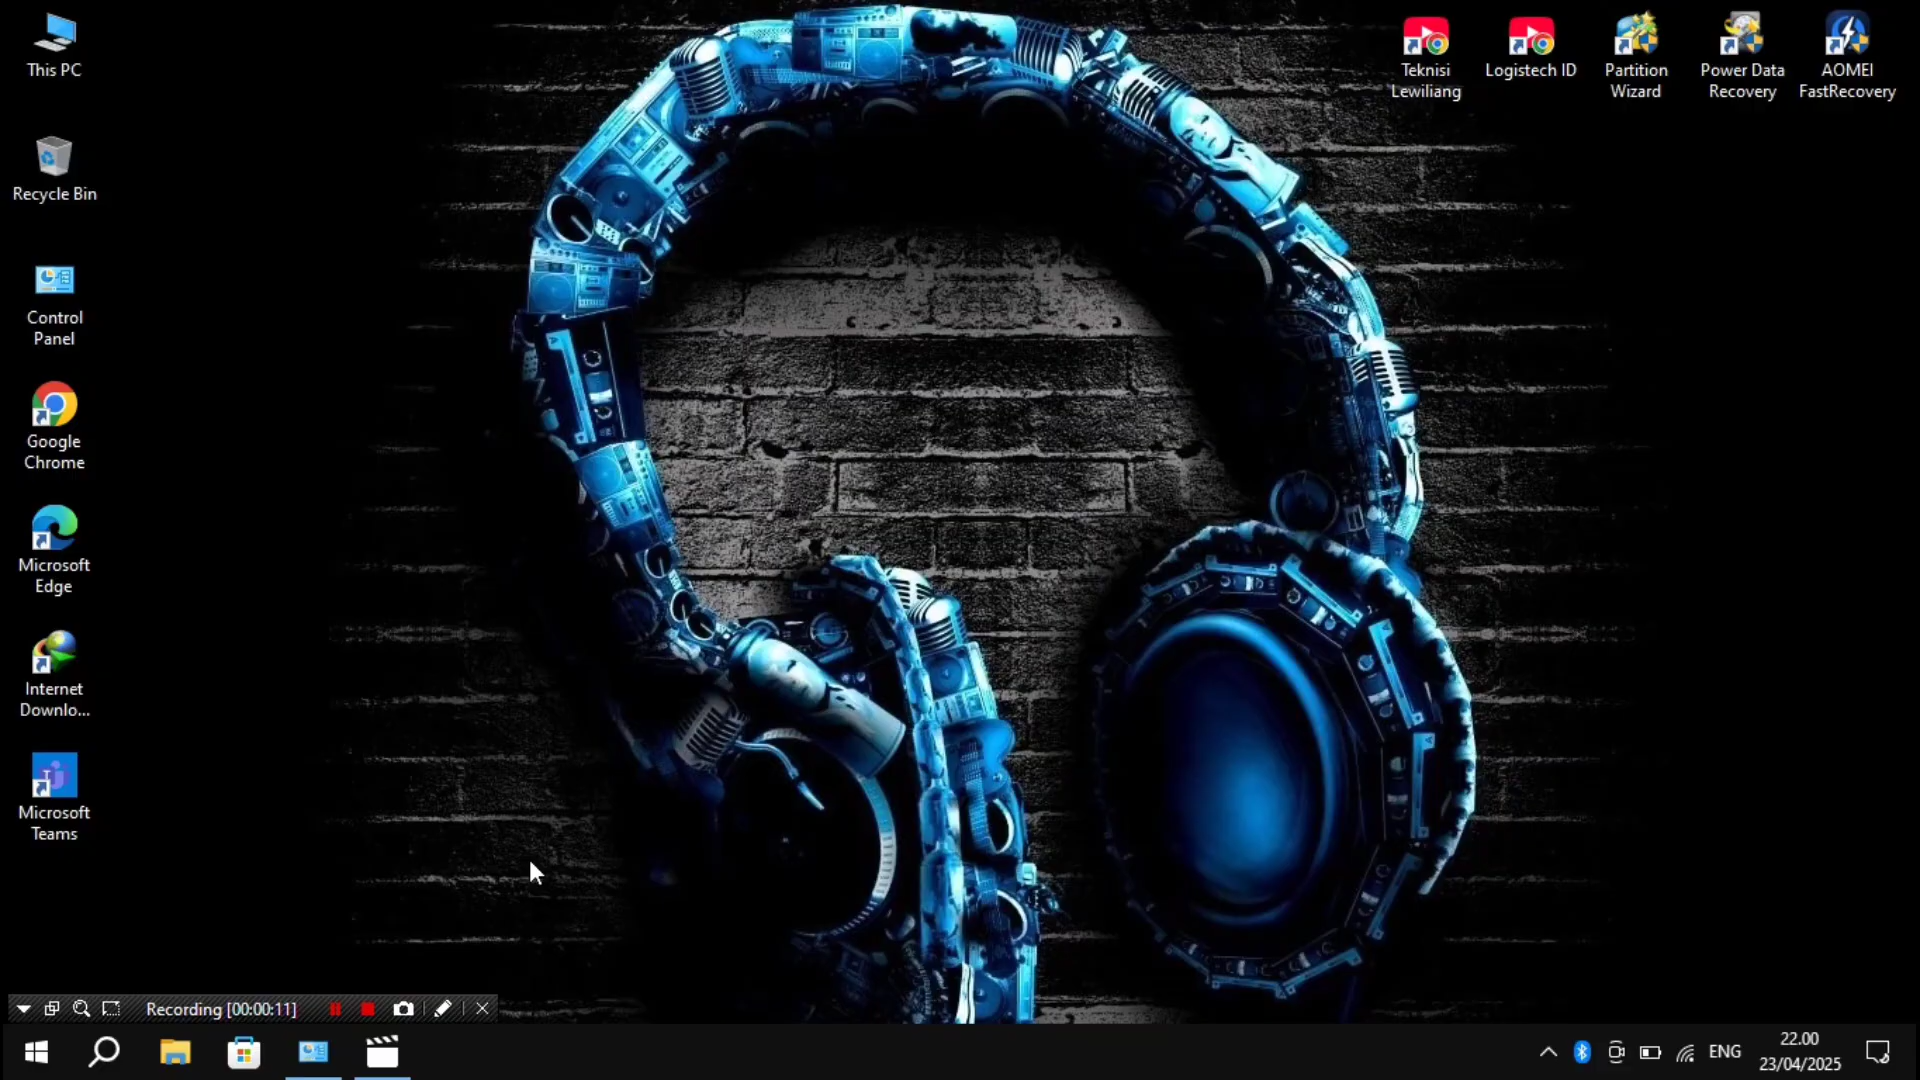 This PC
Recycle Bin
Control
Panel
Google
Chrome
Microsoft
Edge
Internet
Downlo...
Microsoft
Teams
Teknisi
Lewiliang
Logistech ID
Partition
Wizard
Power Data
Recovery
AOMEI
FastRecovery
Recording [00:00:11]
ENG
22.00
23/04/2025